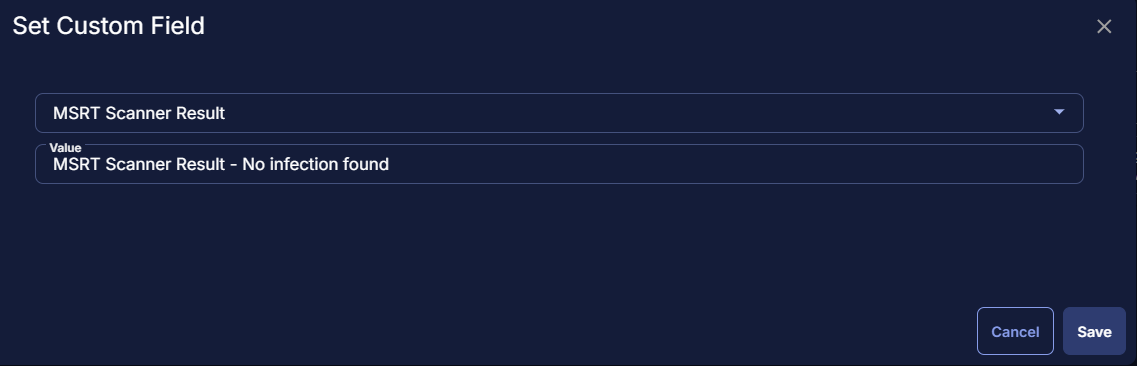 Set Custom Field
MSRT Scanner Result
Value
MSRT Scanner Result - No infection found
Cancel
Save